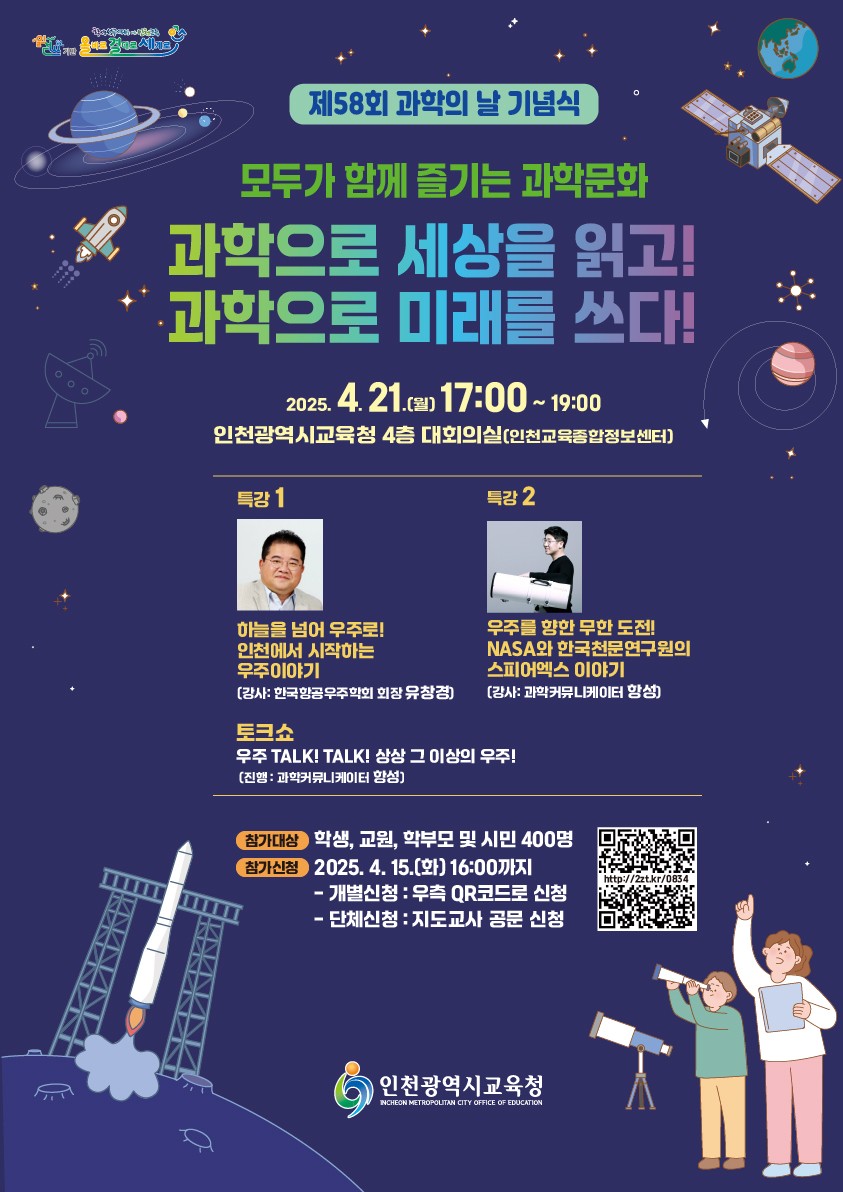 기관
올바로 결대로 세계로
제58회 과학의 날 기념식
모두가 함께 즐기는 과학문화
과학으로 세상을 읽고!
과학으로 미래를 쓰다!
2025. 4. 21.(월) 17:00 ~ 19:00
인천광역시교육청 4층 대회의실(인천교육종합정보센터)
특강 1
하늘을 넘어 우주로!
인천에서 시작하는
우주이야기
(강사: 한국항공우주학회 회장 유창경)
특강 2
우주를 향한 무한 도전!
NASA와 한국천문연구원의
스피어엑스 이야기
(강사: 과학커뮤니케이터 항성)
토크쇼
우주 TALK! TALK! 상상 그 이상의 우주!
(진행 : 과학커뮤니케이터 항성)
참가대상 학생, 교원, 학부모 및 시민 400명
참가신청 2025. 4. 15.(화) 16:00까지
- 개별신청 : 우측 QR코드로 신청
- 단체신청 : 지도교사 공문 신청
http://2zt.kr/0834
인천광역시교육청
INCHEON METROPOLITAN CITY OFFICE OF EDUCATION